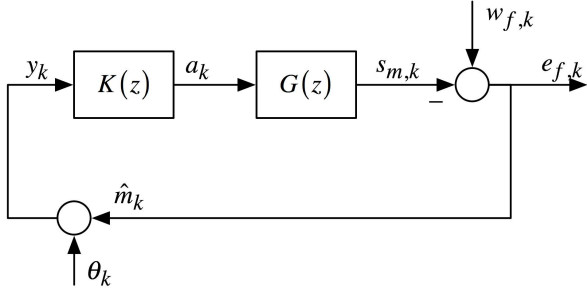 w_{f,k}
y_k
K(z)
a_k
G(z)
s_{m,k}
−
e_{f,k}
m̂_k
θ_k